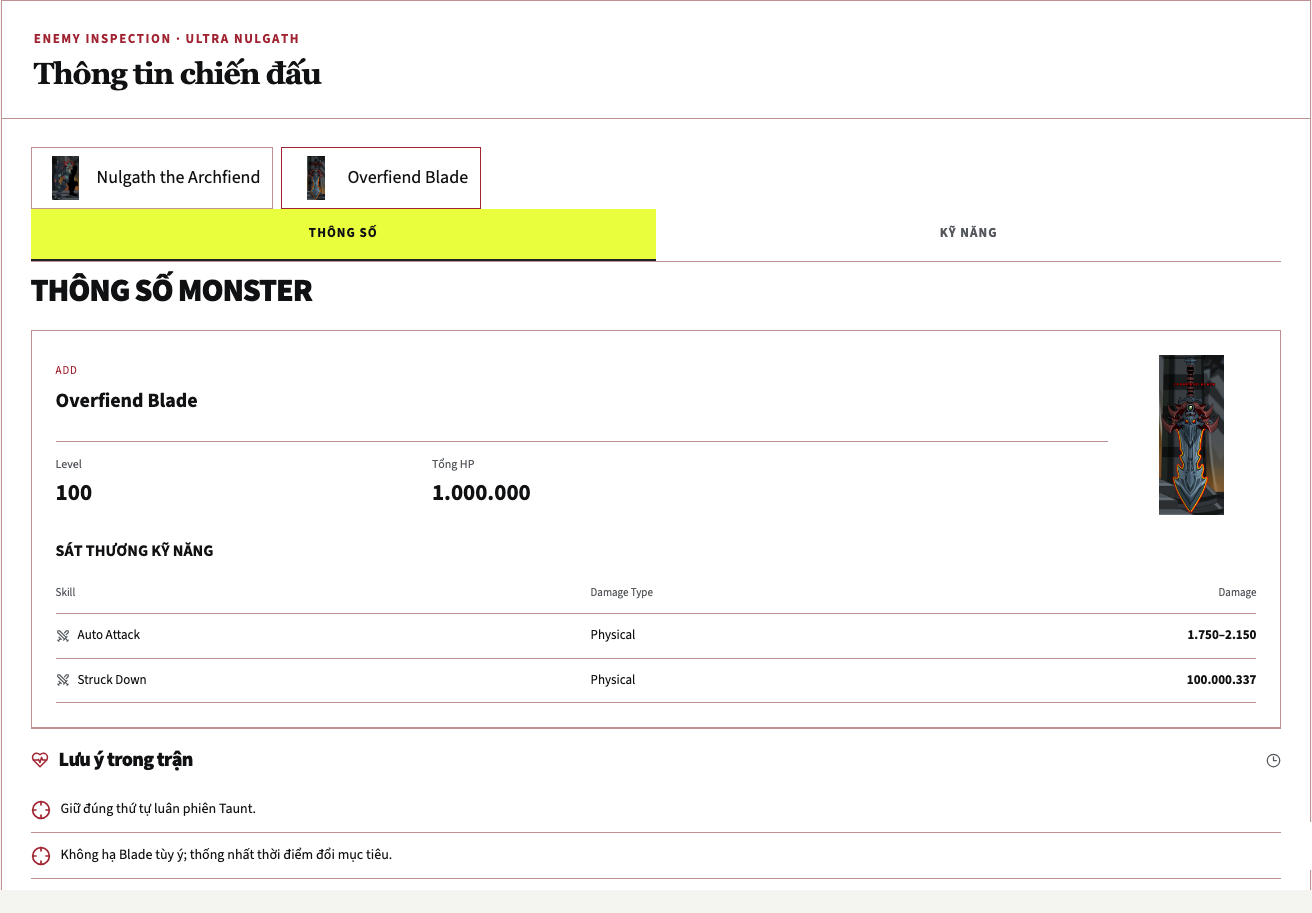 ENEMY INSPECTION · ULTRA NULGATH
Thông tin chiến đấu
Nulgath the Archfiend
Overfiend Blade
THÔNG SỐ
KỸ NĂNG
THÔNG SỐ MONSTER
ADD
Overfiend Blade
Level
Tổng HP
100
1.000.000
SÁT THƯƠNG KỸ NĂNG
Skill Damage Type Damage
Auto Attack Physical 1.750–2.150
Struck Down Physical 100.000.337
Lưu ý trong trận
Giữ đúng thứ tự luân phiên Taunt.
Không hạ Blade tùy ý; thống nhất thời điểm đổi mục tiêu.